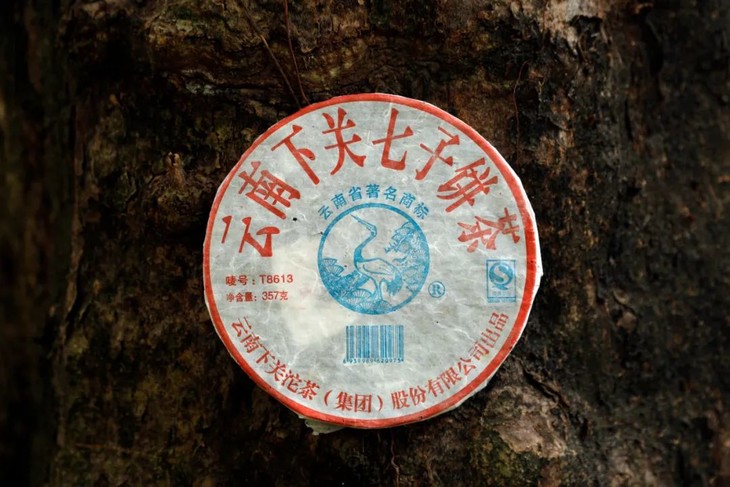 云南下关七子饼茶
云南省著名商标
®
唛号：T8613
净含量：357克
云南下关沱茶（集团）股份有限公司出品